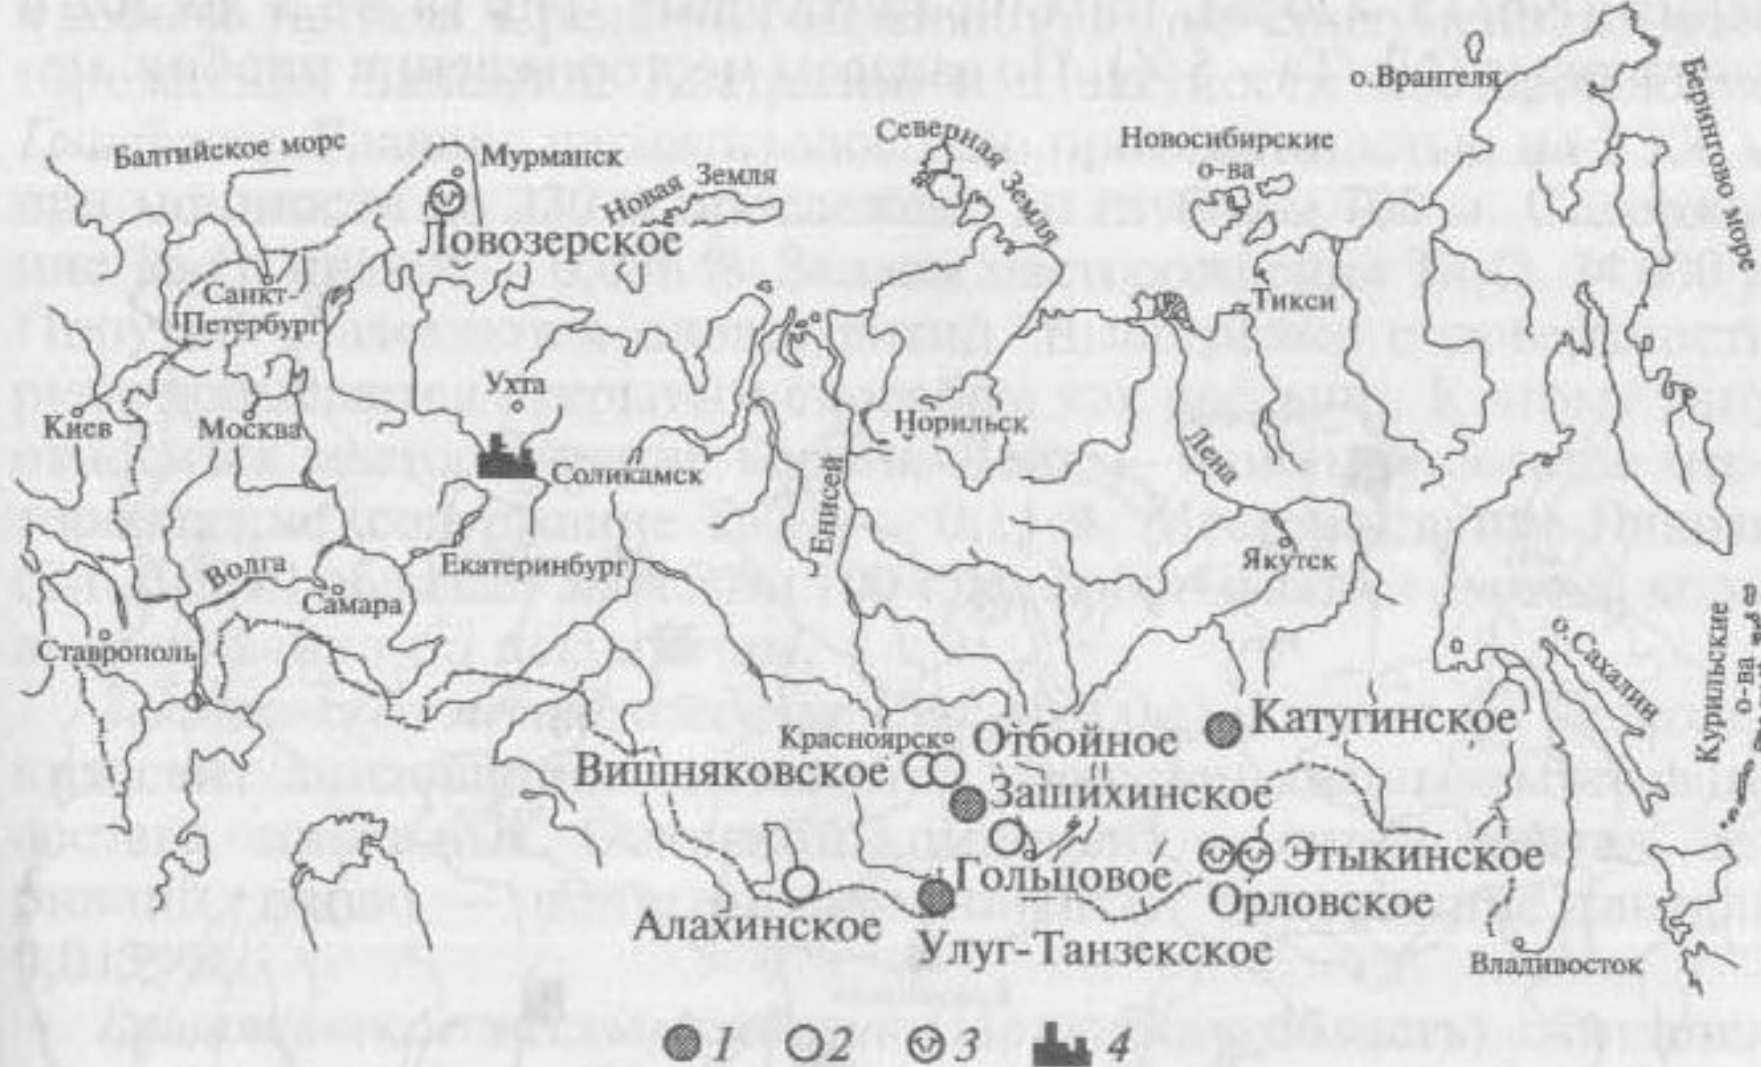 о.Врангеля
Берингово море
Балтийское море
Мурманск
Новая Земля
Северная Земля
Новосибирские
о-ва
Ловозерское
Санкт-
Петербург
Тикси
Ухта
Киев
Москва
Соликамск
Норильск
Енисей
Лена
Волга
Екатеринбург
Якутск
Самара
Ставрополь
о.Сахалин
Курильские
о-ва
Красноярск
Отбойное
Катугинское
Вишняковское
Зашихинское
Гольцовое
Этыкинское
Орловское
Алахинское
Улуг-Танзекское
Владивосток
1 2 3 4